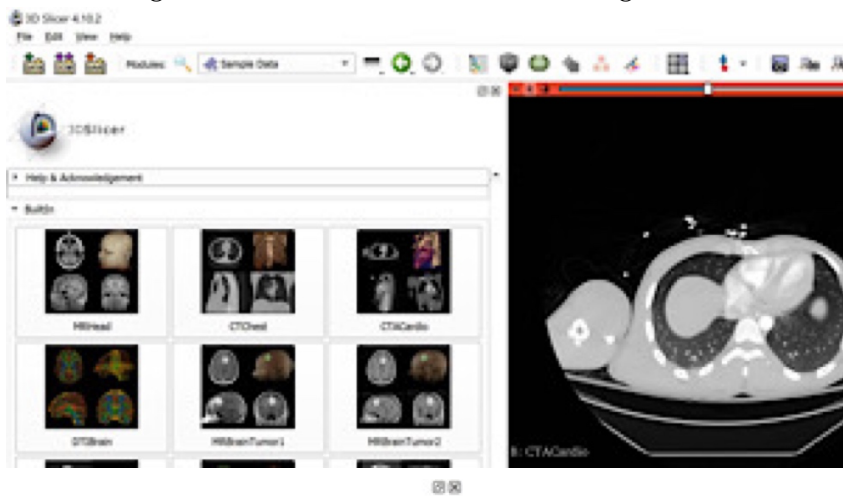 3D Slicer 4.10.2
File Edit View Help
Modules: Sample Data
3DSlicer
Help & Acknowledgement
BuiltIn
MRHead CTChest CTACardio
DTIBrain MRBrainTumor1 MRBrainTumor2
B: CTACardio